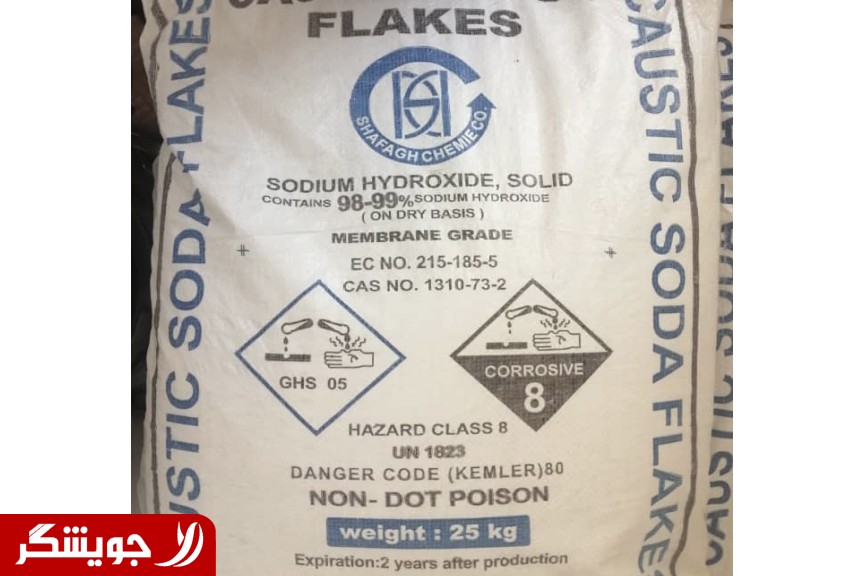 FLAKES
SHAFAGH CHEMIE CO.
SODIUM HYDROXIDE, SOLID
CONTAINS 98-99% SODIUM HYDROXIDE
( ON DRY BASIS )
MEMBRANE GRADE
EC NO. 215-185-5
CAS NO. 1310-73-2
GHS 05
CORROSIVE
8
HAZARD CLASS 8
UN 1823
DANGER CODE (KEMLER)80
NON- DOT POISON
weight : 25 kg
Expiration:2 years after production
USTIC SODA FLAKES
CAUSTIC SODA FLAKES
CAUSTIC SODA FLAKES
جویشگر